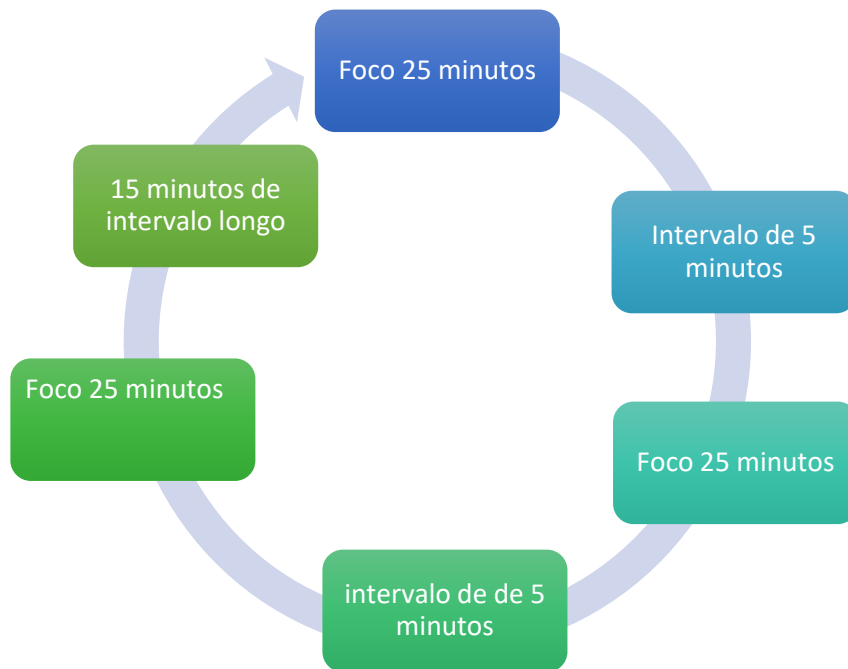 Foco 25 minutos
Intervalo de 5
minutos
Foco 25 minutos
intervalo de de 5
minutos
Foco 25 minutos
15 minutos de
intervalo longo